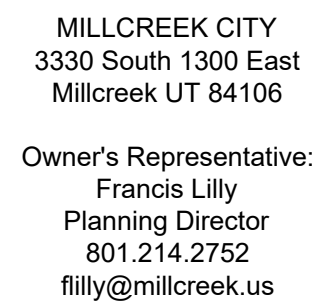 MILLCREEK CITY
3330 South 1300 East
Millcreek UT 84106
Owner's Representative:
Francis Lilly
Planning Director
801.214.2752
flilly@millcreek.us